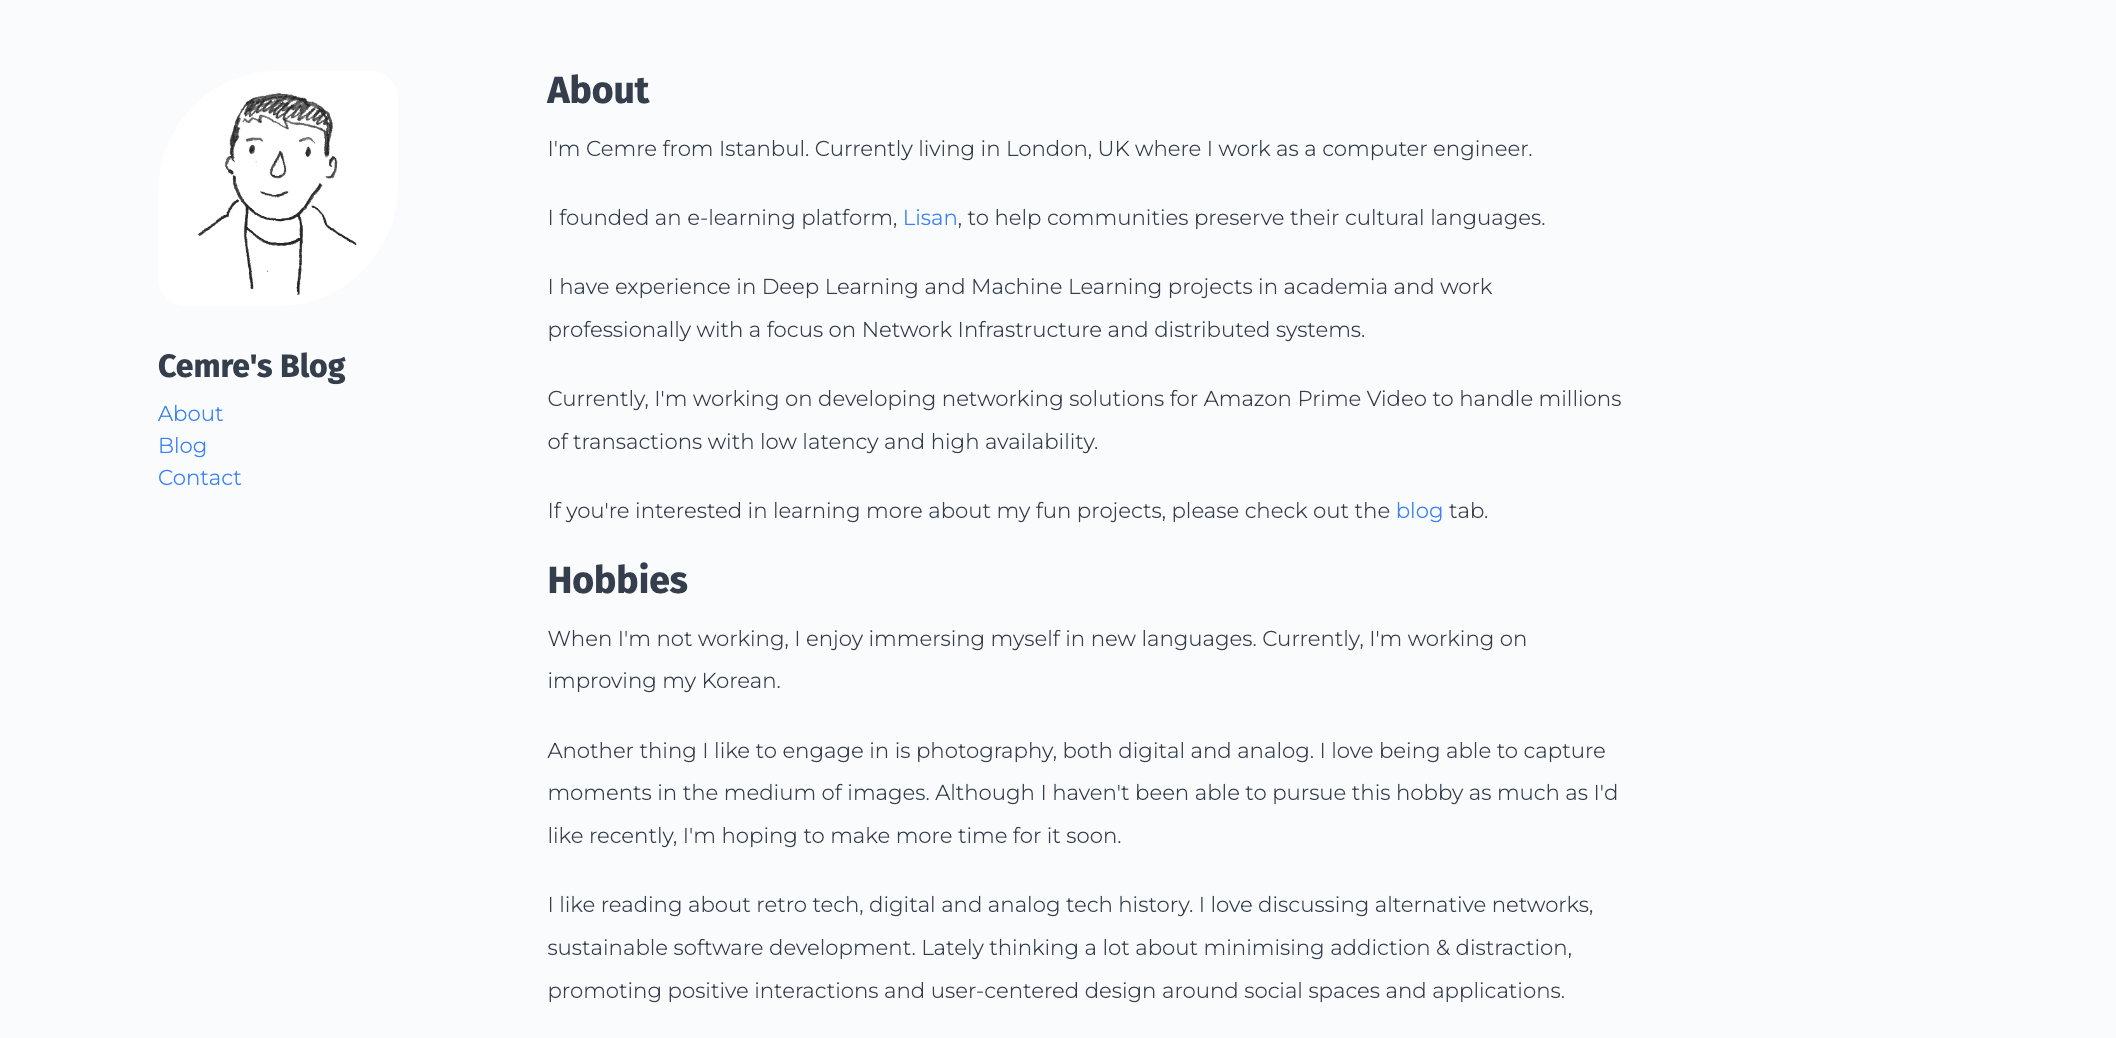 Cemre's Blog
About
Blog
Contact
About
I'm Cemre from Istanbul. Currently living in London, UK where I work as a computer engineer.
I founded an e-learning platform, Lisan, to help communities preserve their cultural languages.
I have experience in Deep Learning and Machine Learning projects in academia and work
professionally with a focus on Network Infrastructure and distributed systems.
Currently, I'm working on developing networking solutions for Amazon Prime Video to handle millions
of transactions with low latency and high availability.
If you're interested in learning more about my fun projects, please check out the blog tab.
Hobbies
When I'm not working, I enjoy immersing myself in new languages. Currently, I'm working on
improving my Korean.
Another thing I like to engage in is photography, both digital and analog. I love being able to capture
moments in the medium of images. Although I haven't been able to pursue this hobby as much as I'd
like recently, I'm hoping to make more time for it soon.
I like reading about retro tech, digital and analog tech history. I love discussing alternative networks,
sustainable software development. Lately thinking a lot about minimising addiction & distraction,
promoting positive interactions and user-centered design around social spaces and applications.